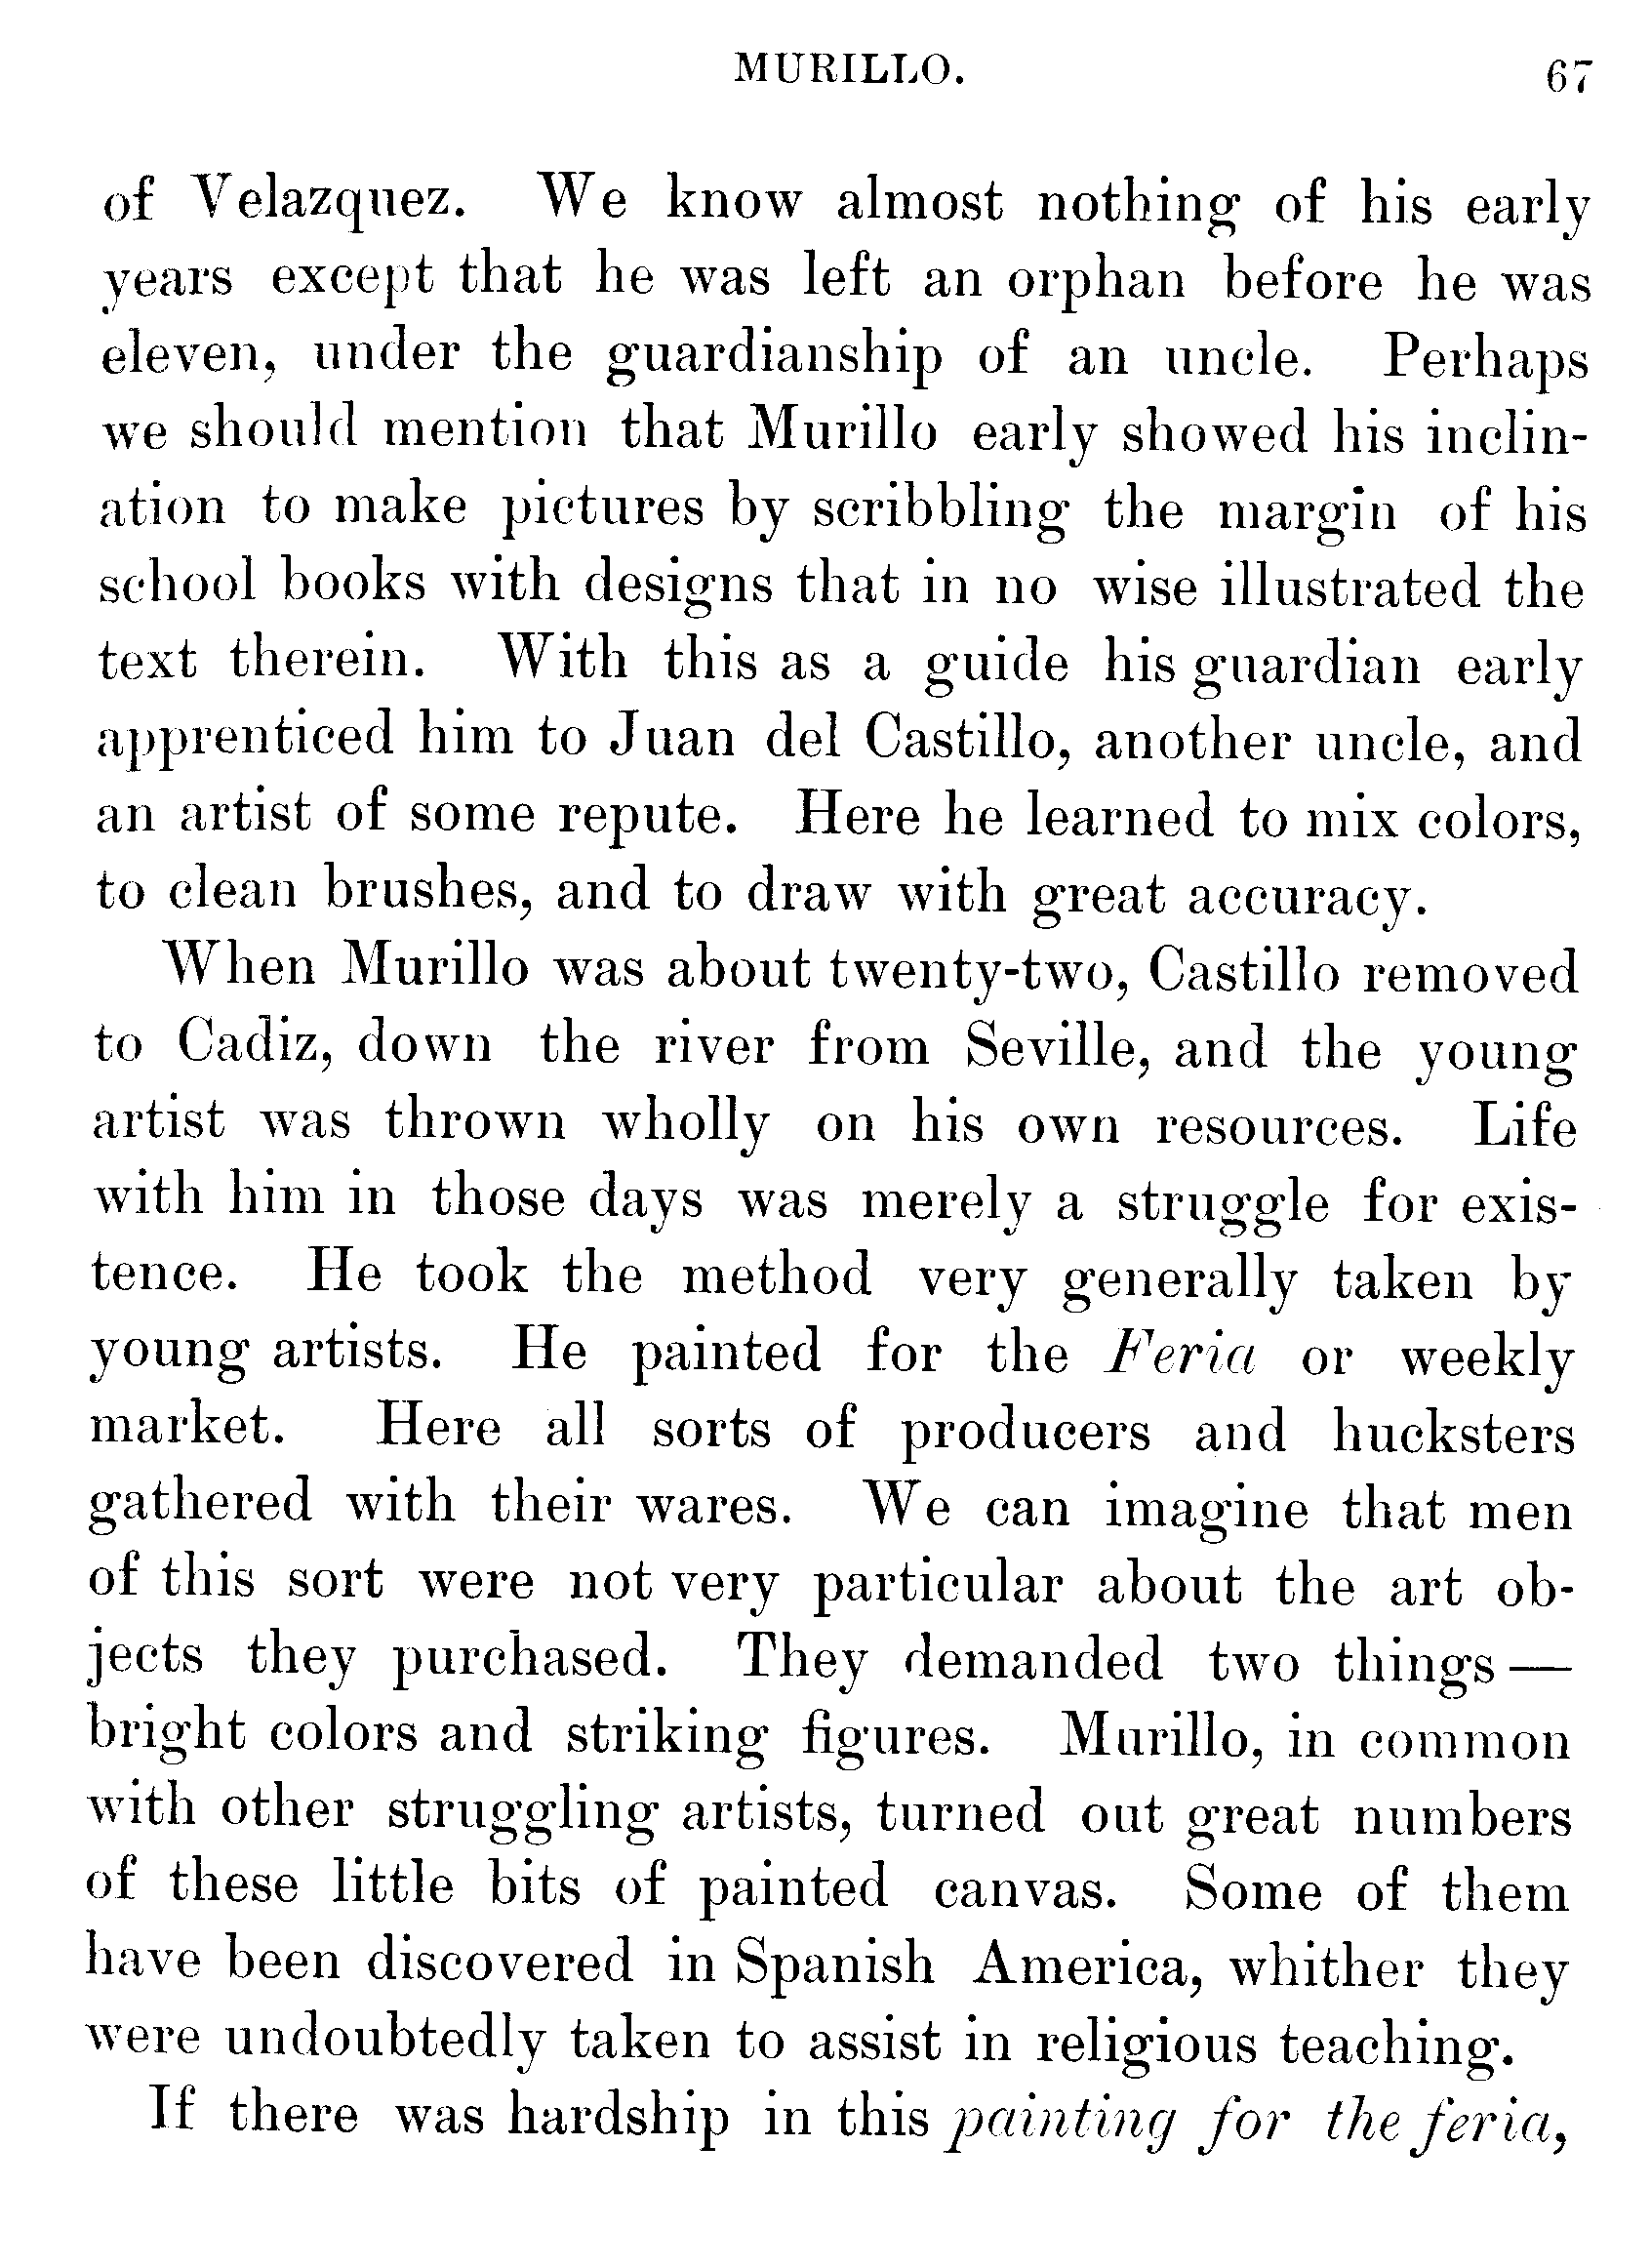 MURILLO. 67
of Velazquez. We know almost nothing of his early
years except that he was left an orphan before he was
eleven, under the guardianship of an uncle. Perhaps
we should mention that Murillo early showed his inclin-
ation to make pictures by scribbling the margin of his
school books with designs that in no wise illustrated the
text therein. With this as a guide his guardian early
apprenticed him to Juan del Castillo, another uncle, and
an artist of some repute. Here he learned to mix colors,
to clean brushes, and to draw with great accuracy.
When Murillo was about twenty-two, Castillo removed
to Cadiz, down the river from Seville, and the young
artist was thrown wholly on his own resources. Life
with him in those days was merely a struggle for exis-
tence. He took the method very generally taken by
young artists. He painted for the Feria or weekly
market. Here all sorts of producers and hucksters
gathered with their wares. We can imagine that men
of this sort were not very particular about the art ob-
jects they purchased. They demanded two things —
bright colors and striking figures. Murillo, in common
with other struggling artists, turned out great numbers
of these little bits of painted canvas. Some of them
have been discovered in Spanish America, whither they
were undoubtedly taken to assist in religious teaching.
If there was hardship in this painting for the feria,